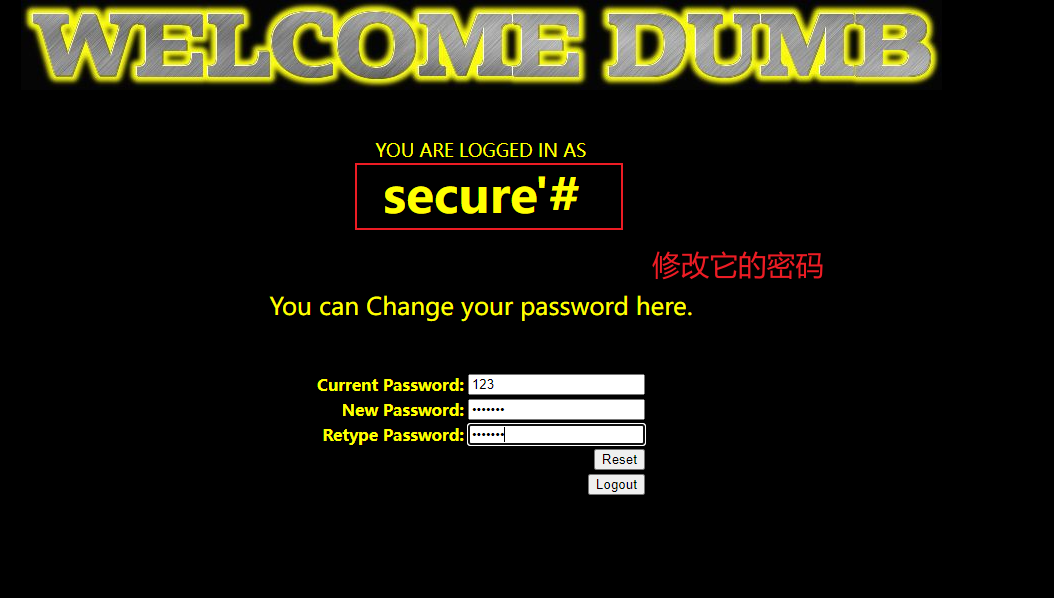 WELCOME DUMB
YOU ARE LOGGED IN AS
secure'#
修改它的密码
You can Change your password here.
Current Password: 123
New Password: •••••••
Retype Password: •••••••
Reset
Logout